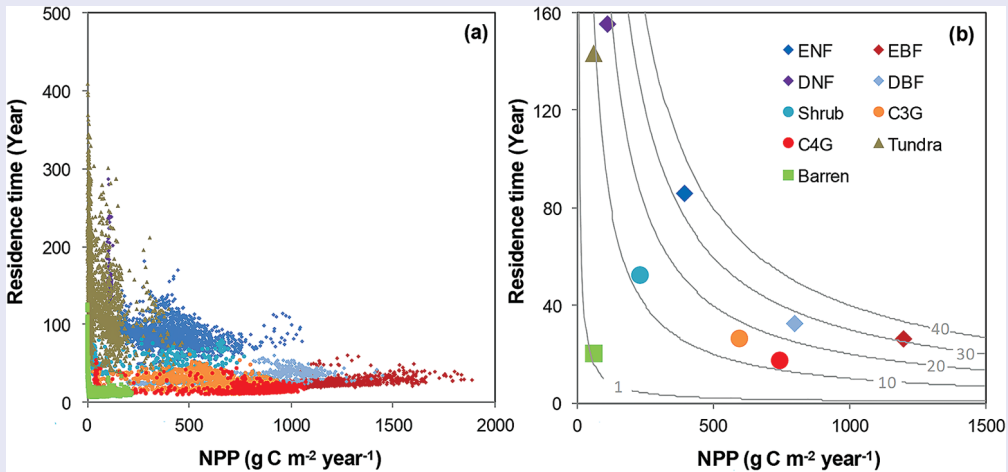 (a)
Residence time (Year)
500
400
300
200
100
0
0 500 1000 1500 2000
NPP (g C m⁻² year⁻¹)
(b)
Residence time (Year)
160
120
80
40
0
ENF EBF
DNF DBF
Shrub C3G
C4G Tundra
Barren
40
30
20
10
1
0 500 1000 1500
NPP (g C m⁻² year⁻¹)